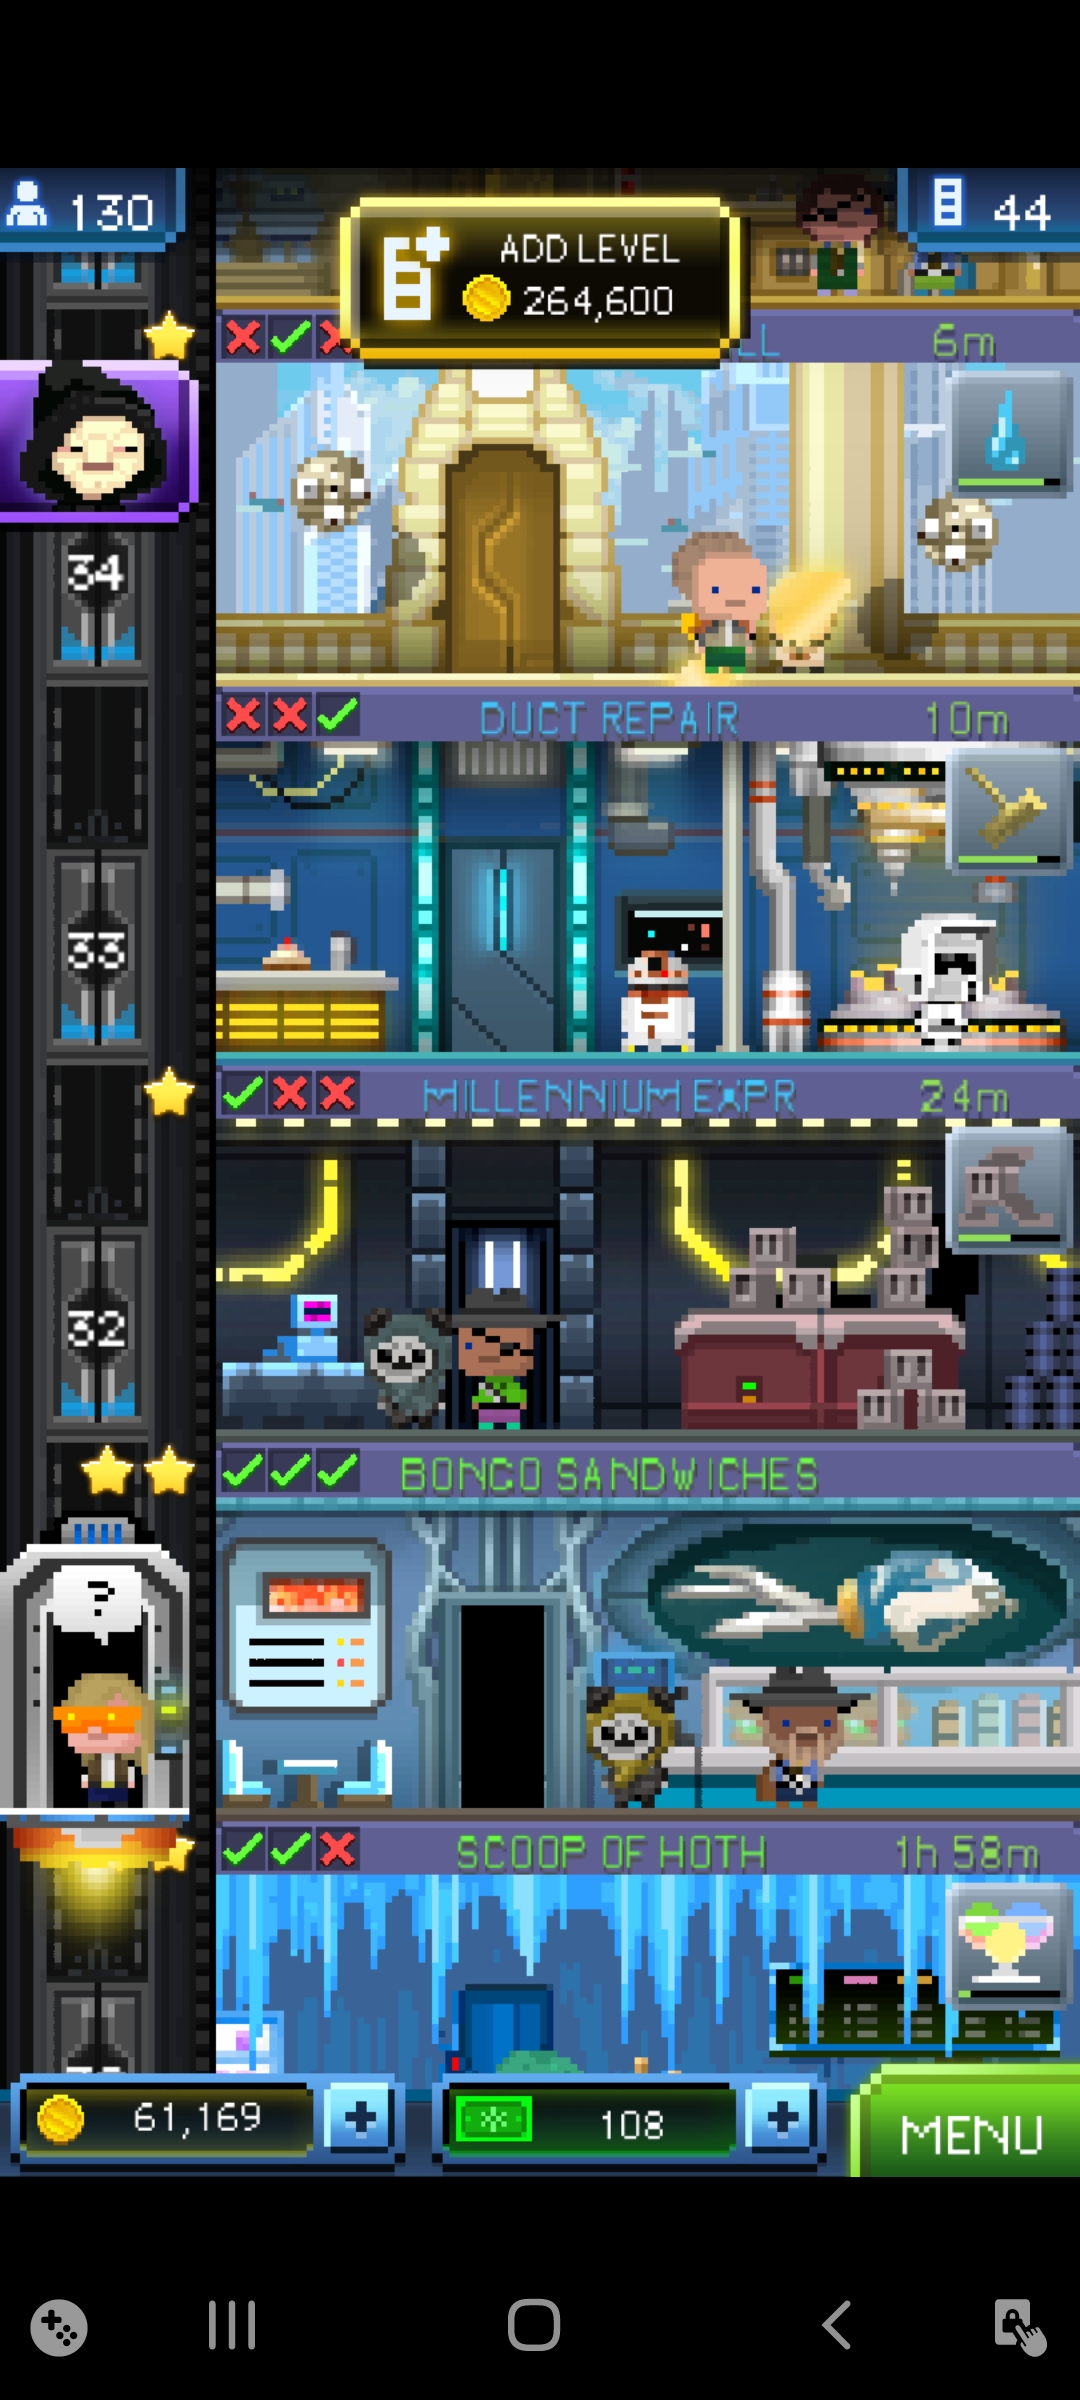 130
44
ADD LEVEL
264,600
LL
6m
34
DUCT REPAIR
10m
33
MILLENNIUM EXPR
24m
32
BONGO SANDWICHES
?
SCOOP OF HOTH
1h 58m
61,169
108
MENU